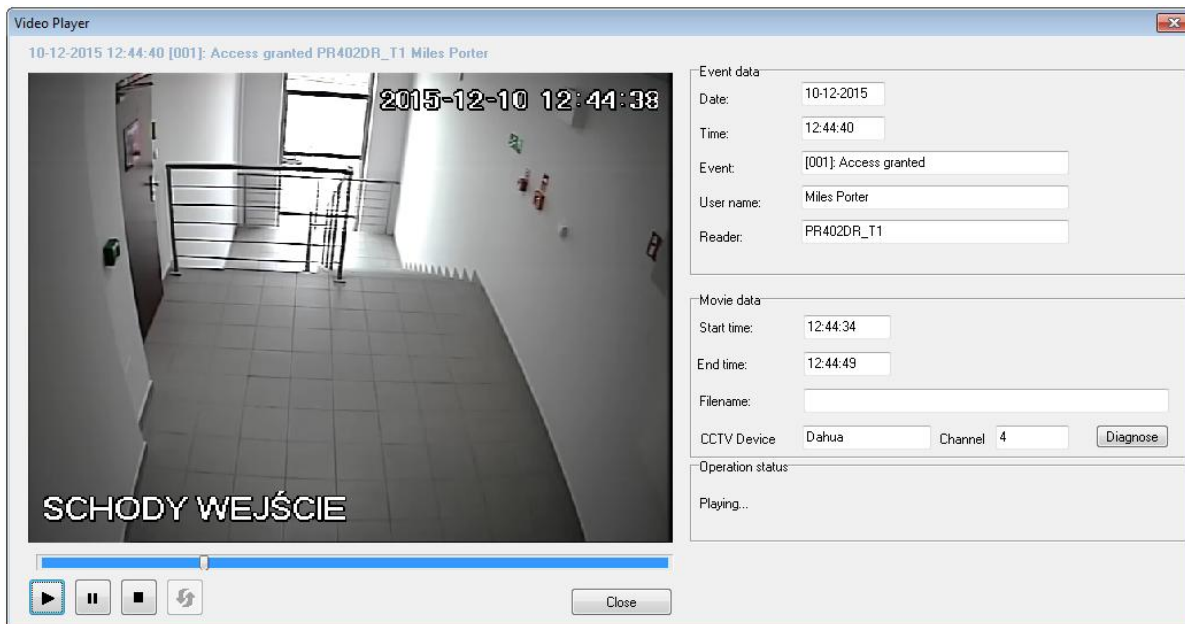 Video Player
10-12-2015 12:44:40 [001]: Access granted PR402DR_T1 Miles Porter
2015-12-10 12:44:38
SCHODY WEJŚCIE
Close
Event data
Date: 10-12-2015
Time: 12:44:40
Event: [001]: Access granted
User name: Miles Porter
Reader: PR402DR_T1
Movie data
Start time: 12:44:34
End time: 12:44:49
Filename:
CCTV Device Dahua Channel 4 Diagnose
Operation status
Playing...